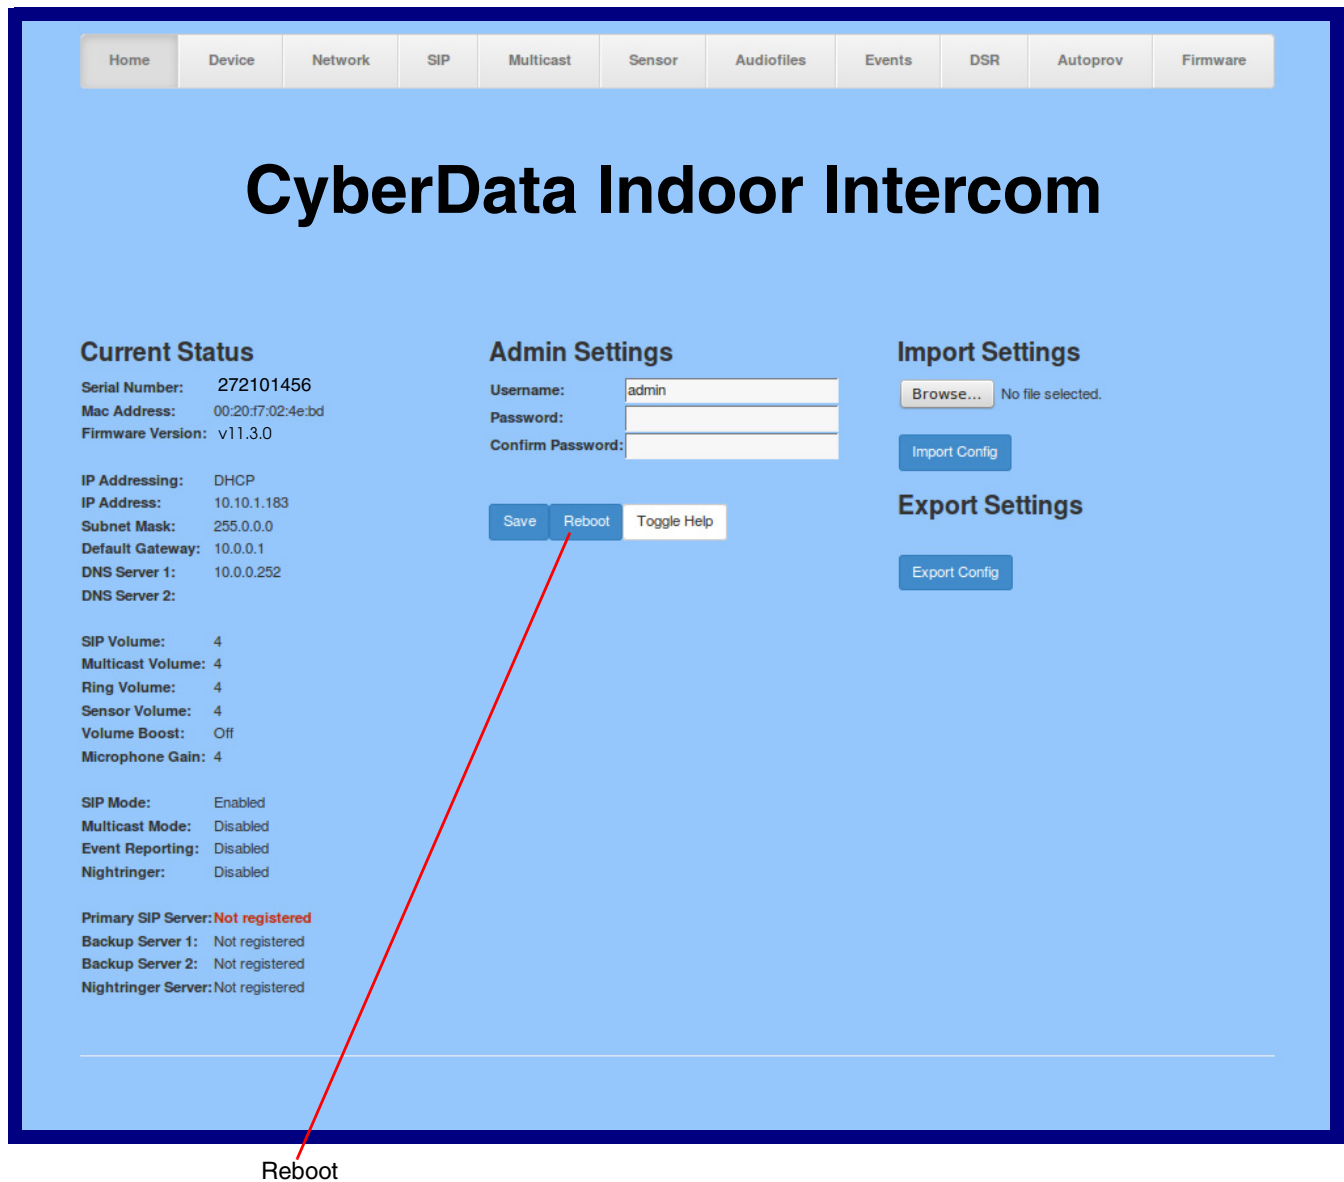 Home Device Network SIP Multicast Sensor Audiofiles Events DSR Autoprov Firmware
CyberData Indoor Intercom
Current Status
Serial Number: 272101456
Mac Address: 00:20:f7:02:4e:bd
Firmware Version: v11.3.0
IP Addressing: DHCP
IP Address: 10.10.1.183
Subnet Mask: 255.0.0.0
Default Gateway: 10.0.0.1
DNS Server 1: 10.0.0.252
DNS Server 2:
SIP Volume: 4
Multicast Volume: 4
Ring Volume: 4
Sensor Volume: 4
Volume Boost: Off
Microphone Gain: 4
SIP Mode: Enabled
Multicast Mode: Disabled
Event Reporting: Disabled
Nightringer: Disabled
Primary SIP Server: Not registered
Backup Server 1: Not registered
Backup Server 2: Not registered
Nightringer Server: Not registered
Admin Settings
Username: admin
Password:
Confirm Password:
Save Reboot Toggle Help
Import Settings
Browse... No file selected.
Import Config
Export Settings
Export Config
Reboot